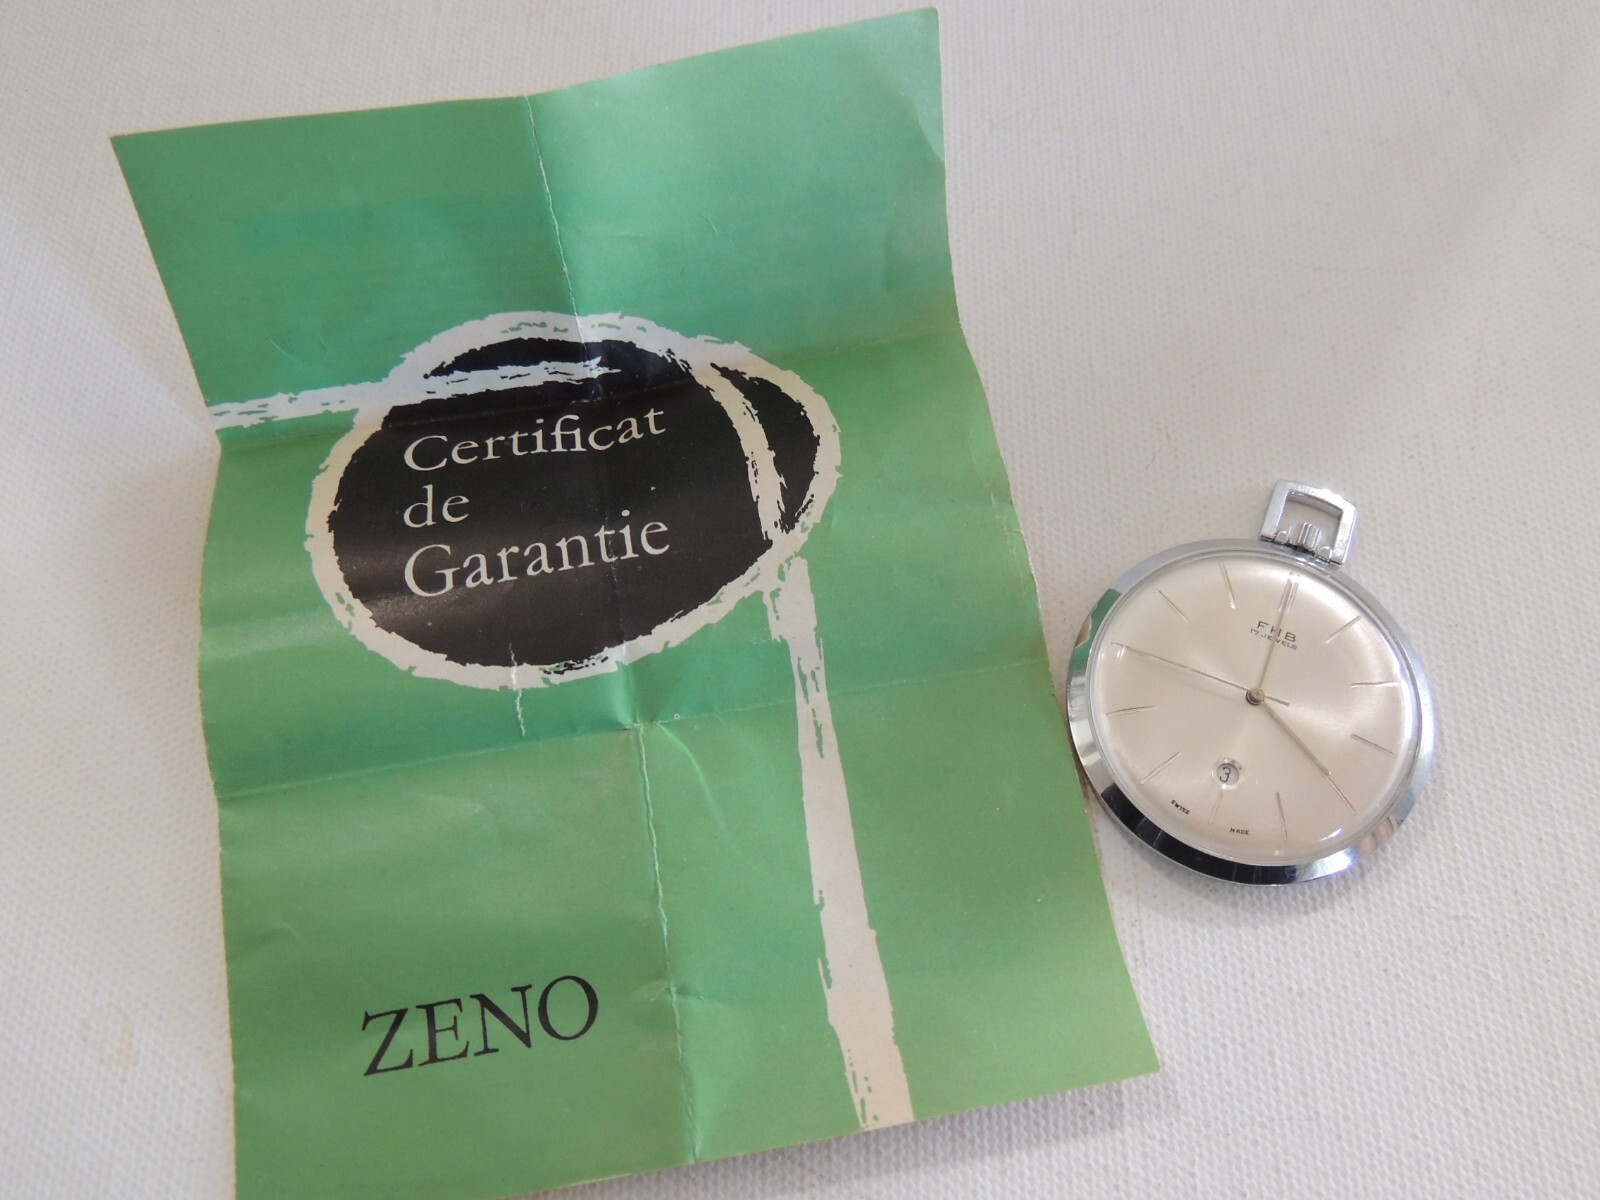 Certificat
de
Garantie
ZENO
FHB
17 JEWELS
3
SWISS MADE